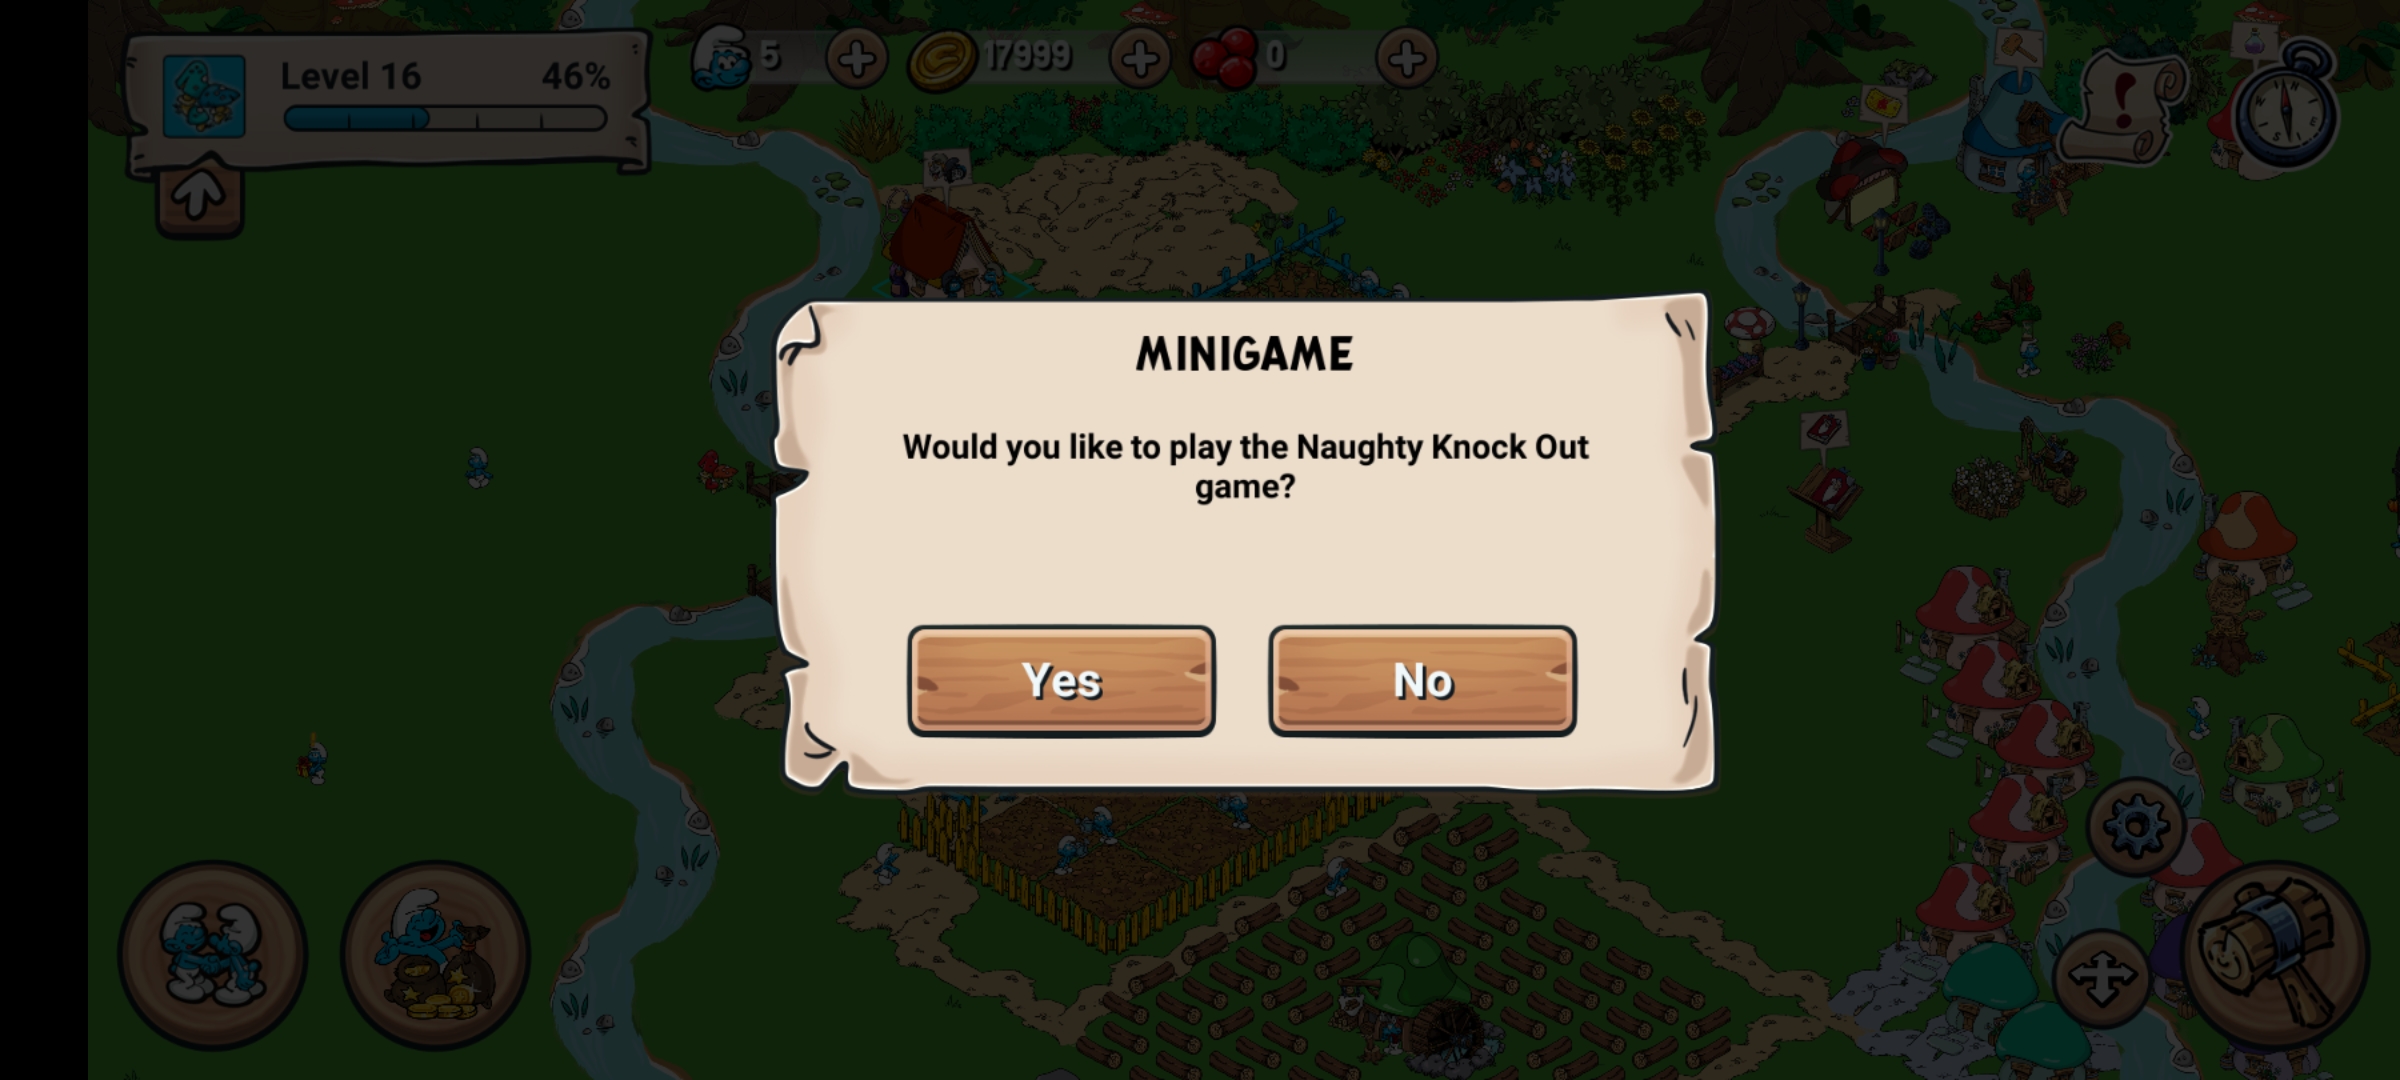 Level 16 46%
5
17999
0
MINIGAME
Would you like to play the Naughty Knock Out
game?
Yes
No